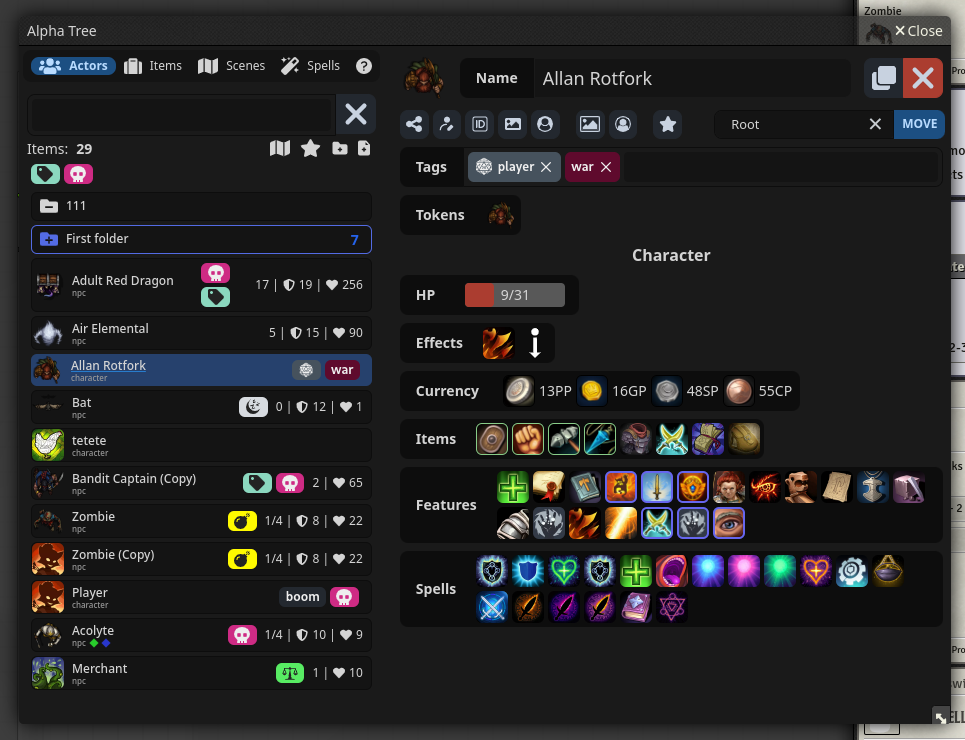 Zombie
Alpha Tree
Close
Actors
Items
Scenes
Spells
?
Name
Allan Rotfork
ID
Root
MOVE
Items: 29
Tags
player
war
111
First folder
7
Tokens
Character
Adult Red Dragon
npc
17 | 19 | 256
HP
9/31
Air Elemental
npc
5 | 15 | 90
Effects
Allan Rotfork
character
war
Currency
13PP
16GP
48SP
55CP
Bat
npc
0 | 12 | 1
Items
tetete
character
Bandit Captain (Copy)
npc
2 | 65
Features
Zombie
npc
1/4 | 8 | 22
Zombie (Copy)
npc
1/4 | 8 | 22
Spells
Player
character
boom
Acolyte
npc
1/4 | 10 | 9
Merchant
npc
1 | 10